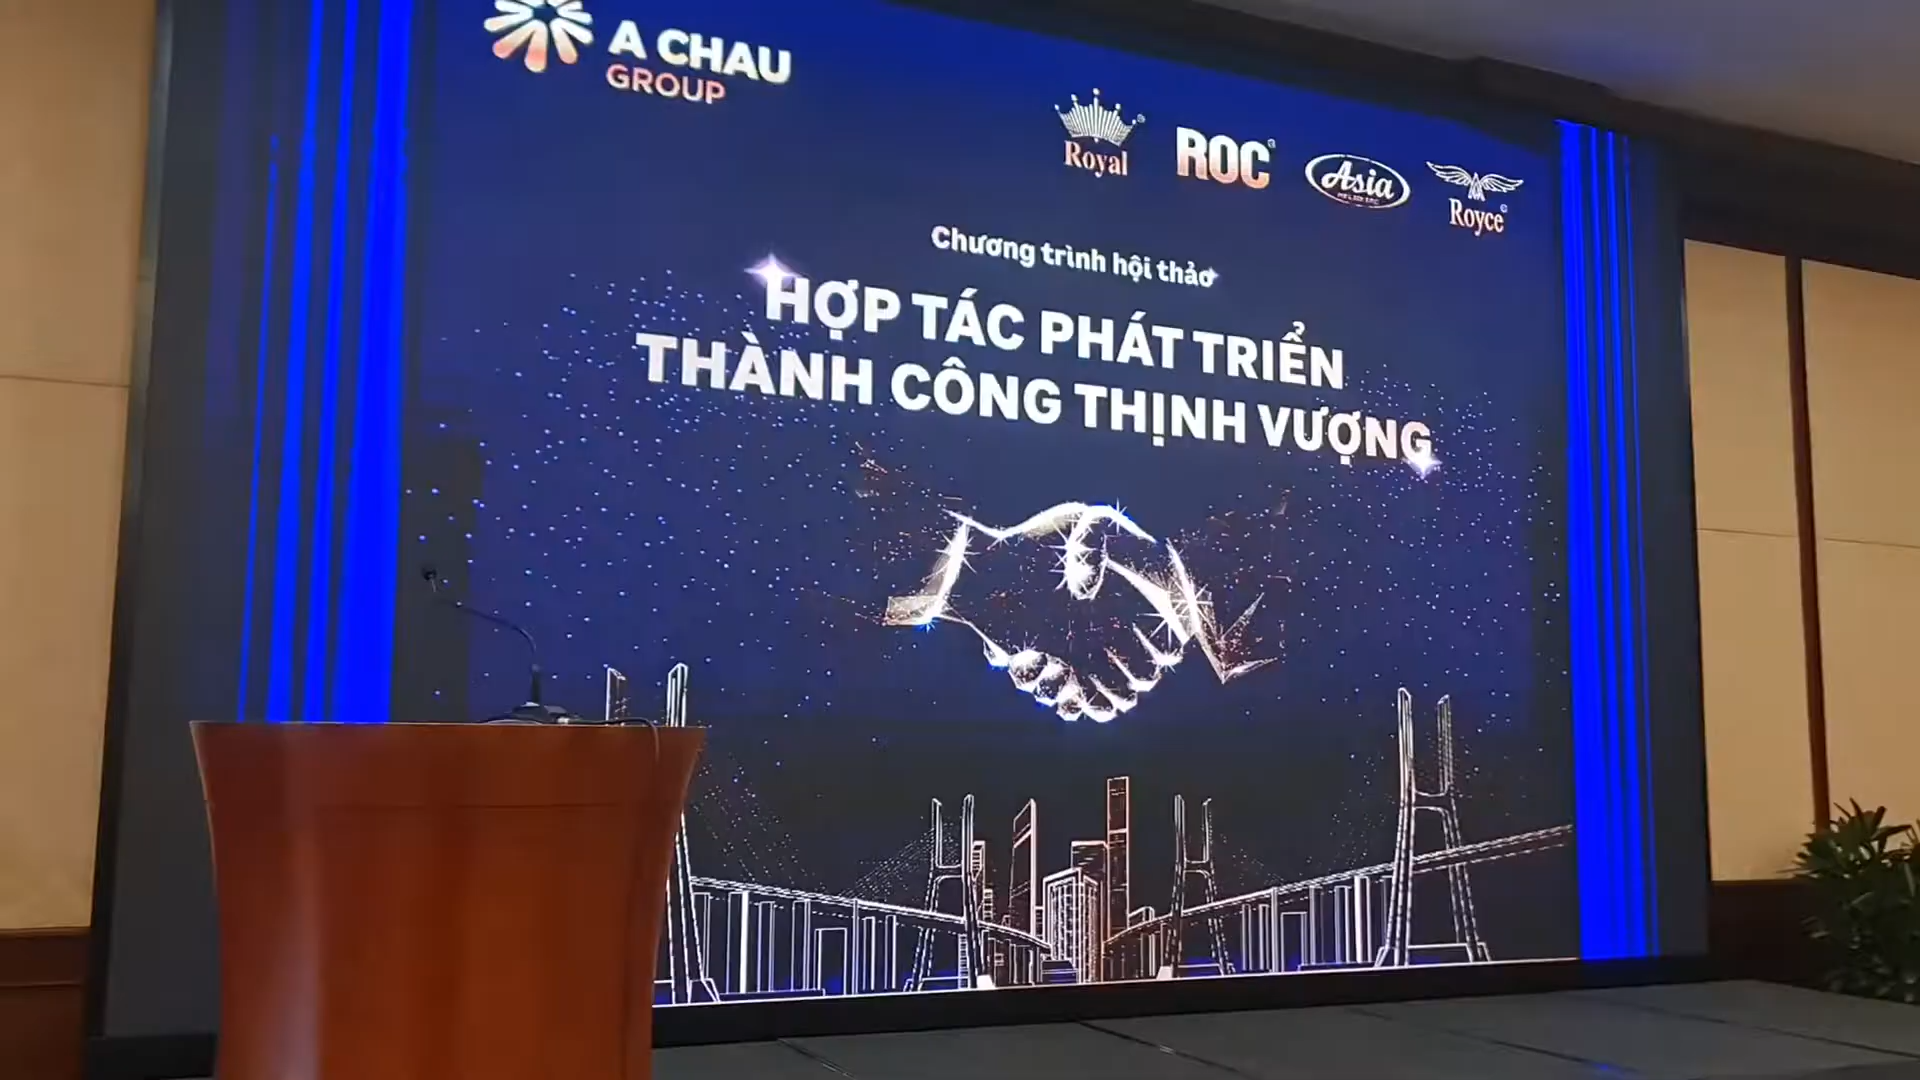 A CHAU
GROUP
Royal
ROC
Asia
Royce
Chương trình hội thảo
HỢP TÁC PHÁT TRIỂN
THÀNH CÔNG THỊNH VƯỢNG